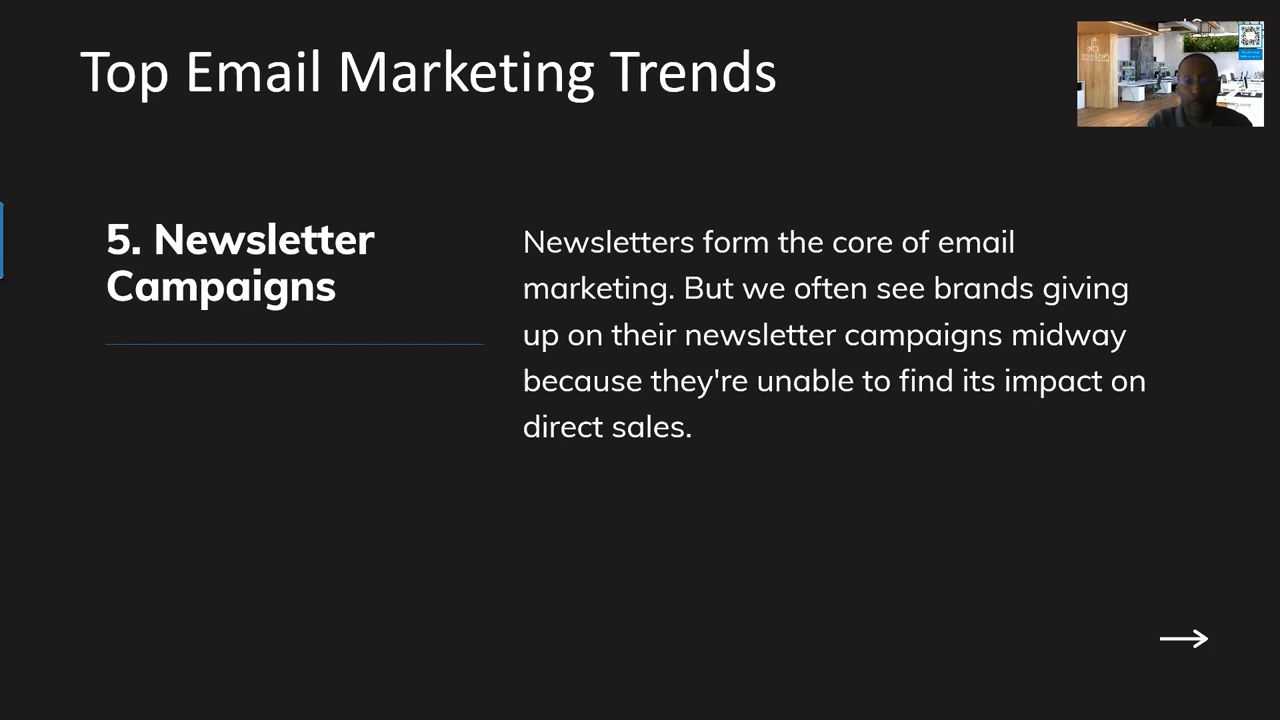 Top Email Marketing Trends
5. Newsletter
Campaigns
Newsletters form the core of email
marketing. But we often see brands giving
up on their newsletter campaigns midway
because they're unable to find its impact on
direct sales.